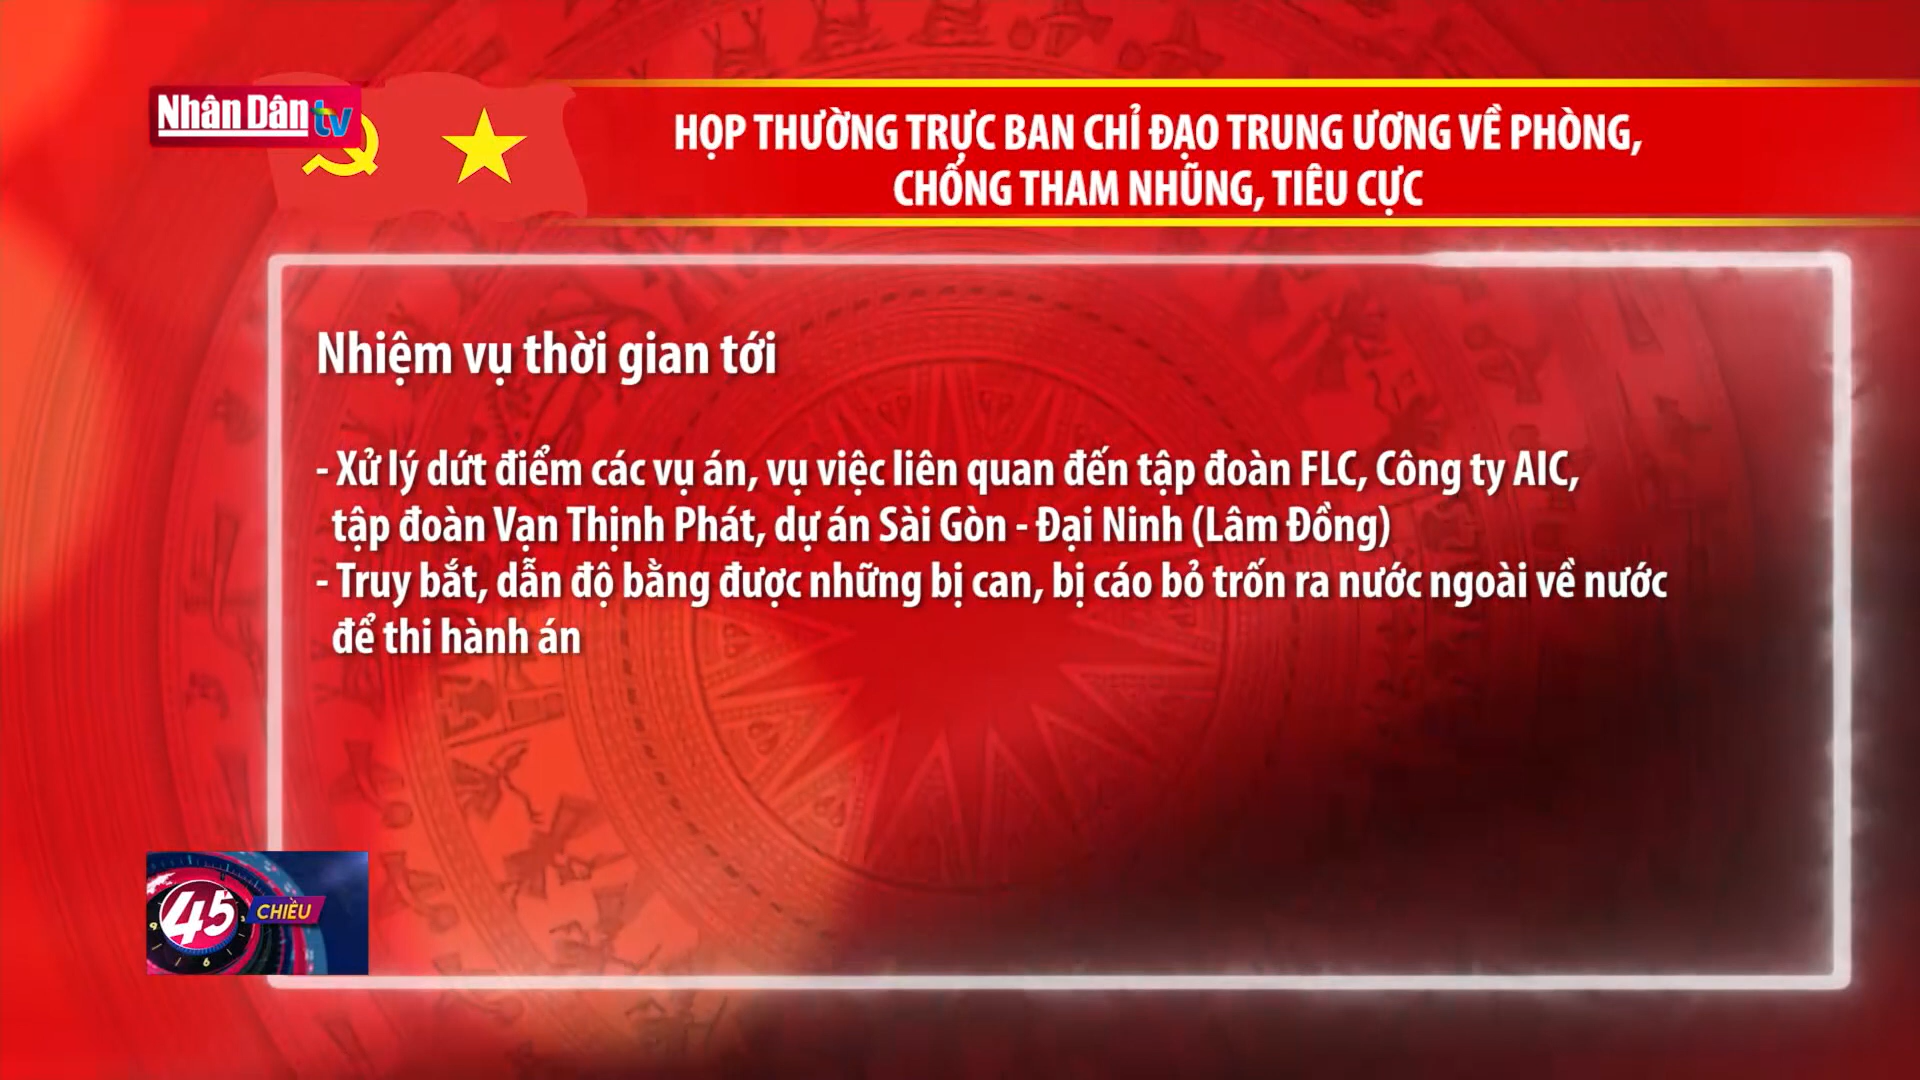 Nhân Dân tv
HỌP THƯỜNG TRỰC BAN CHỈ ĐẠO TRUNG ƯƠNG VỀ PHÒNG,
CHỐNG THAM NHŨNG, TIÊU CỰC
Nhiệm vụ thời gian tới
- Xử lý dứt điểm các vụ án, vụ việc liên quan đến tập đoàn FLC, Công ty AIC,
tập đoàn Vạn Thịnh Phát, dự án Sài Gòn - Đại Ninh (Lâm Đồng)
- Truy bắt, dẫn độ bằng được những bị can, bị cáo bỏ trốn ra nước ngoài về nước
để thi hành án
45 CHIỀU
9 3
6